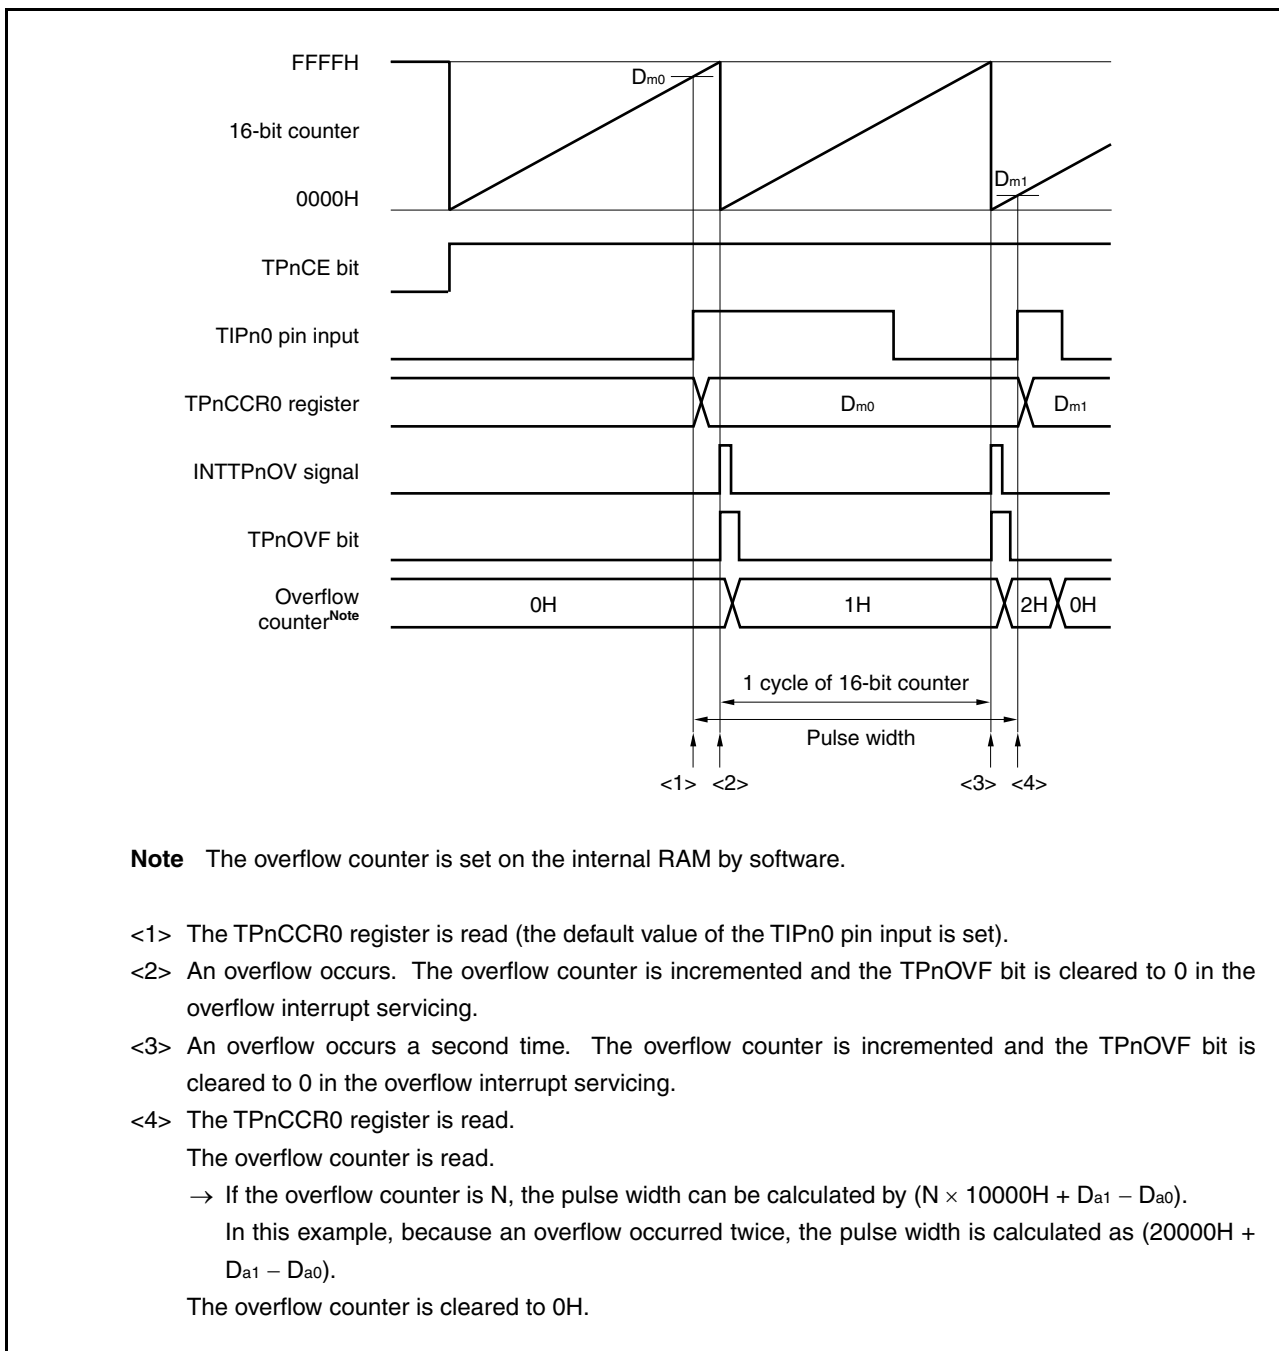 FFFFH
Dm0
16-bit counter
Dm1
0000H
TPnCE bit
TIPn0 pin input
TPnCCR0 register
Dm0
Dm1
INTTPnOV signal
TPnOVF bit
Overflow
counterNote
0H
1H
2H
0H
1 cycle of 16-bit counter
Pulse width
<1> <2> <3> <4>
Note The overflow counter is set on the internal RAM by software.
<1> The TPnCCR0 register is read (the default value of the TIPn0 pin input is set).
<2> An overflow occurs. The overflow counter is incremented and the TPnOVF bit is cleared to 0 in the
overflow interrupt servicing.
<3> An overflow occurs a second time. The overflow counter is incremented and the TPnOVF bit is
cleared to 0 in the overflow interrupt servicing.
<4> The TPnCCR0 register is read.
The overflow counter is read.
→ If the overflow counter is N, the pulse width can be calculated by (N × 10000H + Da1 − Da0).
In this example, because an overflow occurred twice, the pulse width is calculated as (20000H +
Da1 − Da0).
The overflow counter is cleared to 0H.